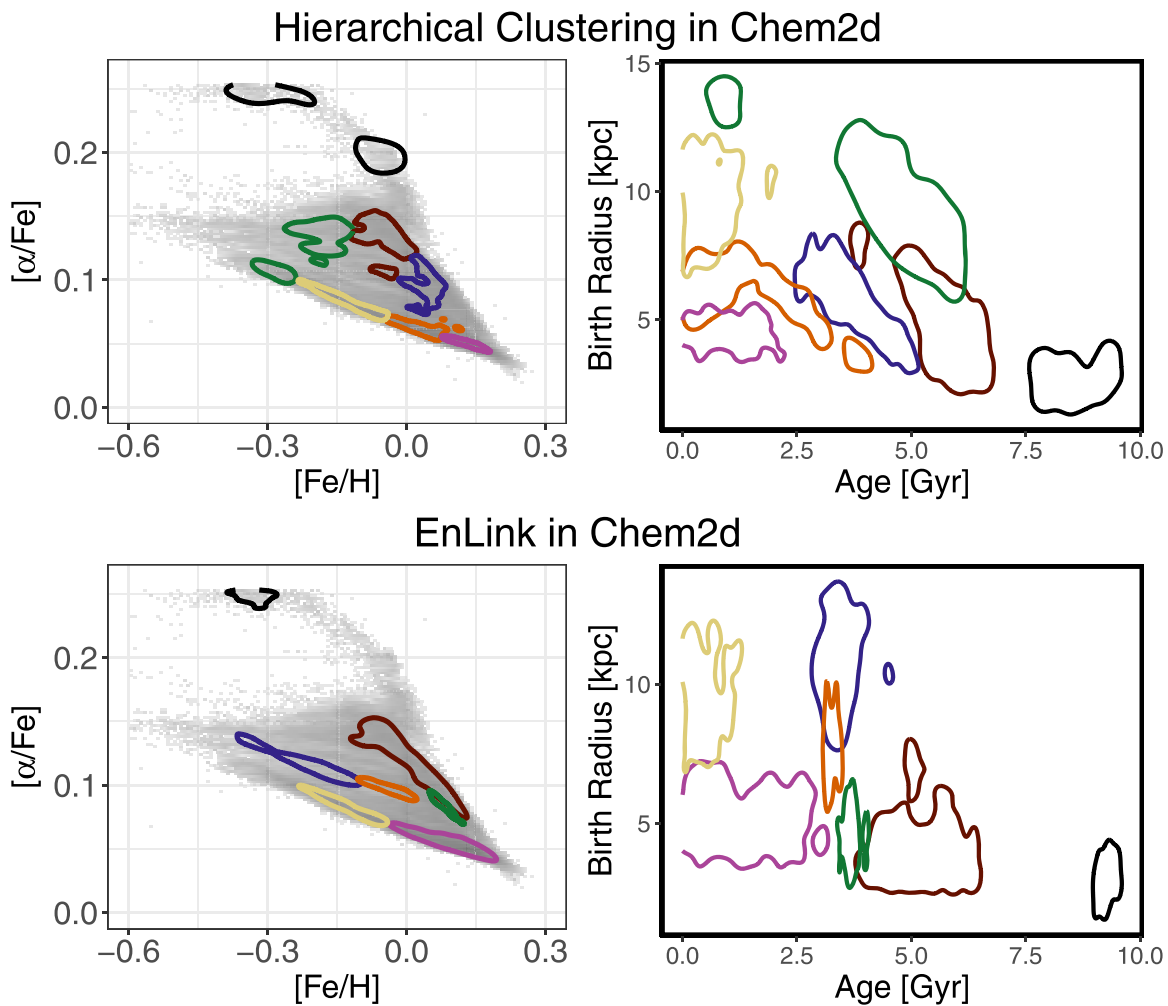 Hierarchical Clustering in Chem2d
[α/Fe]
0.2
0.1
0.0
−0.6 −0.3 0.0 0.3
[Fe/H]
Birth Radius [kpc]
15
10
5
0.0 2.5 5.0 7.5 10.0
Age [Gyr]
EnLink in Chem2d
[α/Fe]
0.2
0.1
0.0
−0.6 −0.3 0.0 0.3
[Fe/H]
Birth Radius [kpc]
10
5
0.0 2.5 5.0 7.5 10.0
Age [Gyr]